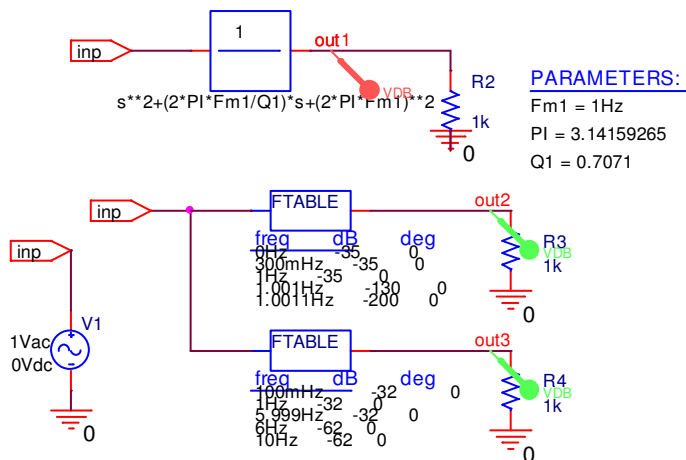 inp
1
out1
VDB
s**2+(2*PI*Fm1/Q1)*s+(2*PI*Fm1)**2
R2
1k
0
PARAMETERS:
Fm1 = 1Hz
PI = 3.14159265
Q1 = 0.7071
inp
FTABLE
out2
VDB
R3
1k
0
freq dB deg
0Hz -35 0
300mHz -35 0
1Hz -35 0
1.001Hz -130 0
1.0011Hz -200 0
inp
V1
1Vac
0Vdc
0
FTABLE
out3
VDB
R4
1k
0
freq dB deg
100mHz -32 0
1Hz -32 0
5.999Hz -32 0
6Hz -62 0
10Hz -62 0